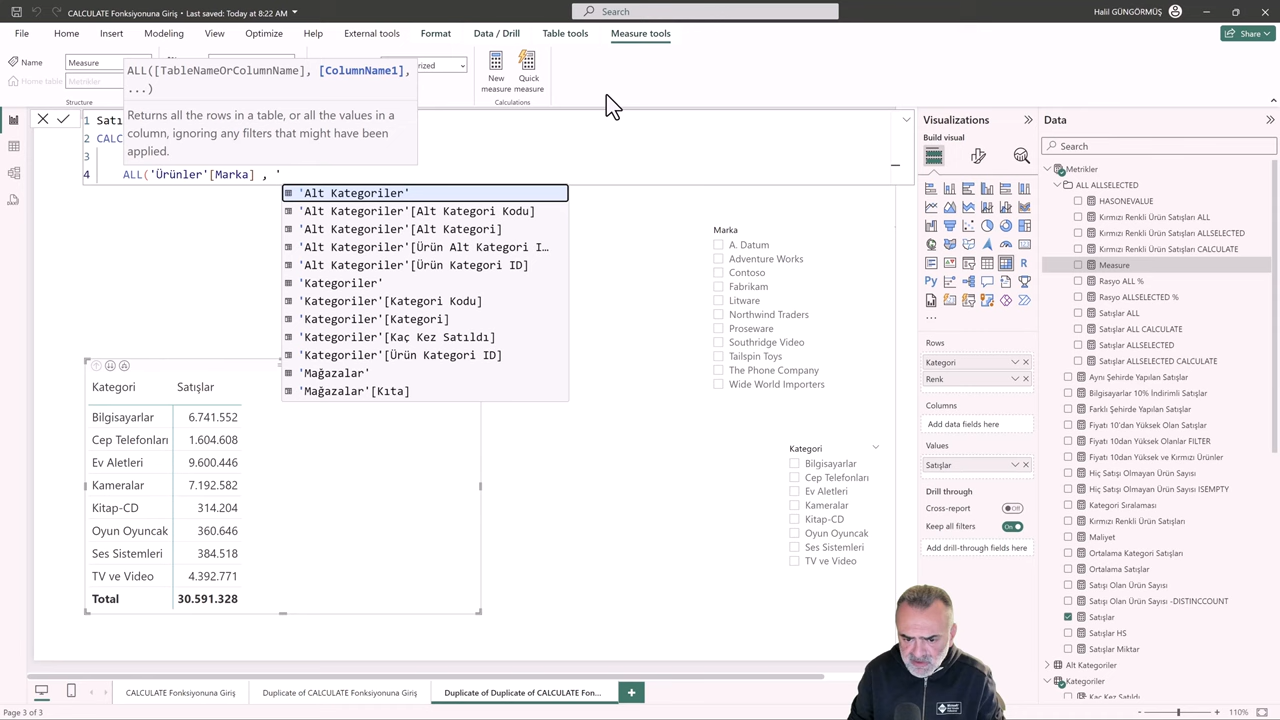 CALCULATE Fonksiyonuna Giriş • Last saved: Today at 8:22 AM
Search
Halil GÜNGÖRMÜŞ
File
Home
Insert
Modeling
View
Optimize
Help
External tools
Format
Data / Drill
Table tools
Measure tools
Share
Name
Measure
Home table
Metrikler
Structure
New measure
Quick measure
Calculations
ALL([TableNameOrColumnName], [ColumnName1],
...)
Returns all the rows in a table, or all the values in a
column, ignoring any filters that might have been
applied.
1
2 CALC
3
4 ALL('Ürünler'[Marka] , '
'Alt Kategoriler'
'Alt Kategoriler'[Alt Kategori Kodu]
'Alt Kategoriler'[Alt Kategori]
'Alt Kategoriler'[Ürün Alt Kategori I…
'Alt Kategoriler'[Ürün Kategori ID]
'Kategoriler'
'Kategoriler'[Kategori Kodu]
'Kategoriler'[Kategori]
'Kategoriler'[Kaç Kez Satıldı]
'Kategoriler'[Ürün Kategori ID]
'Mağazalar'
'Mağazalar'[Kıta]
Kategori Satışlar
Bilgisayarlar 6.741.552
Cep Telefonları 1.604.608
Ev Aletleri 9.600.446
Kameralar 7.192.582
Kitap-CD 314.204
Oyun Oyuncak 360.646
Ses Sistemleri 384.518
TV ve Video 4.392.771
Total 30.591.328
Marka
A. Datum
Adventure Works
Contoso
Fabrikam
Litware
Northwind Traders
Proseware
Southridge Video
Tailspin Toys
The Phone Company
Wide World Importers
Kategori
Bilgisayarlar
Cep Telefonları
Ev Aletleri
Kameralar
Kitap-CD
Oyun Oyuncak
Ses Sistemleri
TV ve Video
Visualizations
Build visual
Rows
Kategori
Renk
Columns
Add data fields here
Values
Satışlar
Drill through
Cross-report
Off
Keep all filters
On
Add drill-through fields here
Data
Search
Metrikler
ALL ALLSELECTED
HASONEVALUE
Kırmızı Renkli Ürün Satışları ALL
Kırmızı Renkli Ürün Satışları ALLSELECTED
Kırmızı Renkli Ürün Satışları CALCULATE
Measure
Rasyo ALL %
Rasyo ALLSELECTED %
Satışlar ALL
Satışlar ALL CALCULATE
Satışlar ALLSELECTED
Satışlar ALLSELECTED CALCULATE
Aynı Şehirde Yapılan Satışlar
Bilgisayarlar 10% İndirimli Satışlar
Farklı Şehirde Yapılan Satışlar
Fiyatı 10'dan Yüksek Olan Satışlar
Fiyatı 10dan Yüksek Olanlar FILTER
Fiyatı 10dan Yüksek ve Kırmızı Ürünler
Hiç Satışı Olmayan Ürün Sayısı
Hiç Satışı Olmayan Ürün Sayısı ISEMPTY
Kategori Sıralaması
Kırmızı Renkli Ürün Satışları
Maliyet
Ortalama Kategori Satışları
Ortalama Satışlar
Satışı Olan Ürün Sayısı
Satışı Olan Ürün Sayısı -DISTINCCOUNT
Satışlar
Satışlar HS
Satışlar Miktar
Alt Kategoriler
Kategoriler
Kaç Kez Satıldı
CALCULATE Fonksiyonuna Giriş
Duplicate of CALCULATE Fonksiyonuna Giriş
Duplicate of Duplicate of CALCULATE Fon...
Page 3 of 3
110%